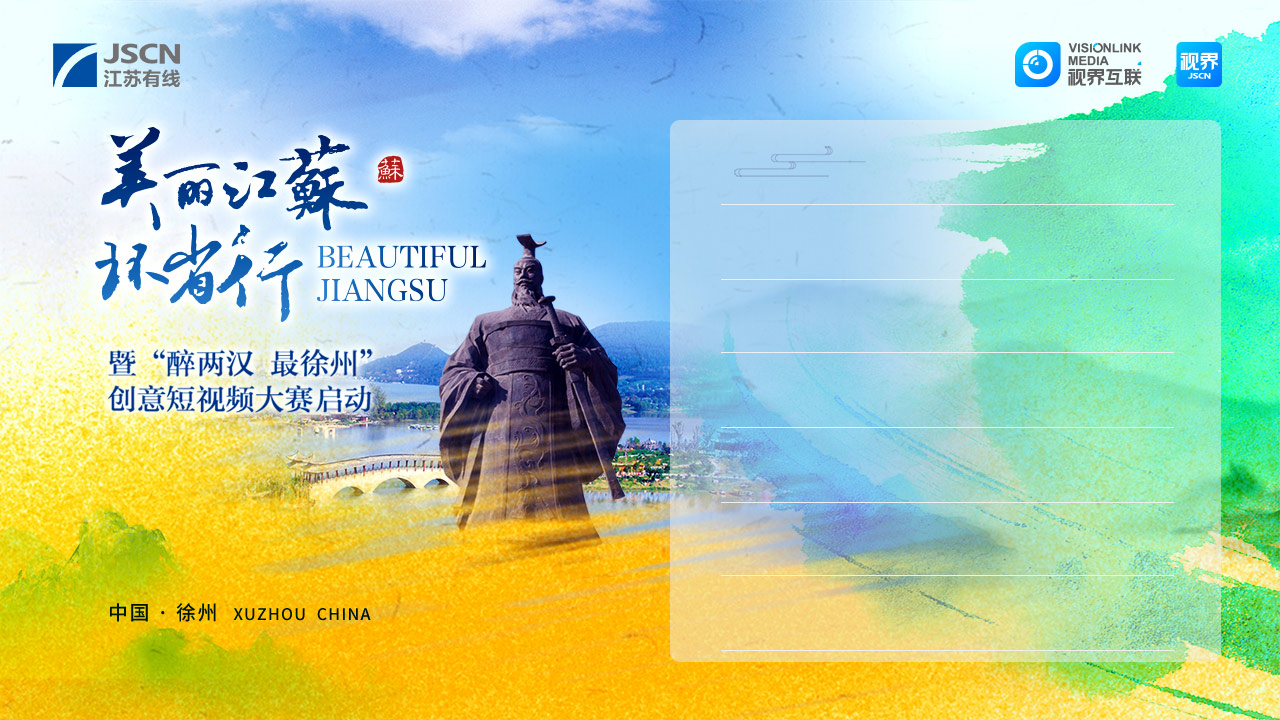 JSCN
江苏有线
VISIONLINK
MEDIA
视界互联
视界
JSCN
美丽江蘇
蘇
环省行
BEAUTIFUL
JIANGSU
暨“醉两汉 最徐州”
创意短视频大赛启动
中国·徐州 XUZHOU CHINA